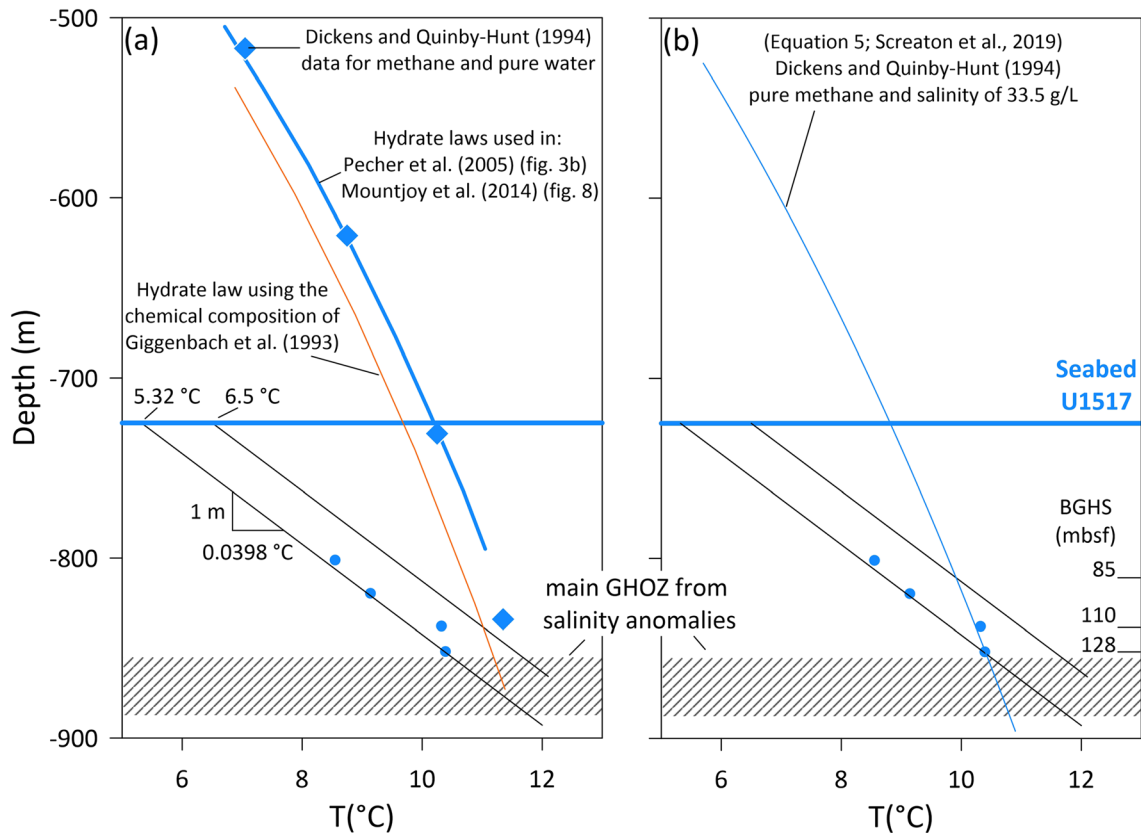 (a)
Dickens and Quinby-Hunt (1994)
data for methane and pure water
Hydrate laws used in:
Pecher et al. (2005) (fig. 3b)
Mountjoy et al. (2014) (fig. 8)
Hydrate law using the
chemical composition of
Giggenbach et al. (1993)
5.32 °C
6.5 °C
1 m
0.0398 °C
main GHOZ from
salinity anomalies
Depth (m)
-500
-600
-700
-800
-900
6
8
10
12
T(°C)
(b)
(Equation 5; Screaton et al., 2019)
Dickens and Quinby-Hunt (1994)
pure methane and salinity of 33.5 g/L
Seabed
U1517
BGHS
(mbsf)
85
110
128
6
8
10
12
T(°C)